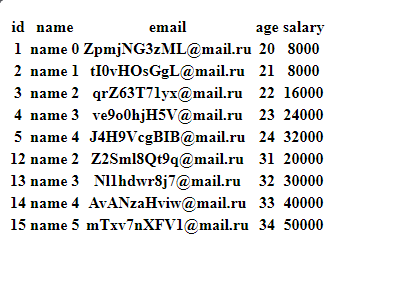 id name email age salary
1 name 0 ZpmjNG3zML@mail.ru 20 8000
2 name 1 tI0vHOsGgL@mail.ru 21 8000
3 name 2 qrZ63T71yx@mail.ru 22 16000
4 name 3 ve9o0hjH5V@mail.ru 23 24000
5 name 4 J4H9VcgBIB@mail.ru 24 32000
12 name 2 Z2Sml8Qt9q@mail.ru 31 20000
13 name 3 Nl1hdwr8j7@mail.ru 32 30000
14 name 4 AvANzaHviw@mail.ru 33 40000
15 name 5 mTxv7nXFV1@mail.ru 34 50000